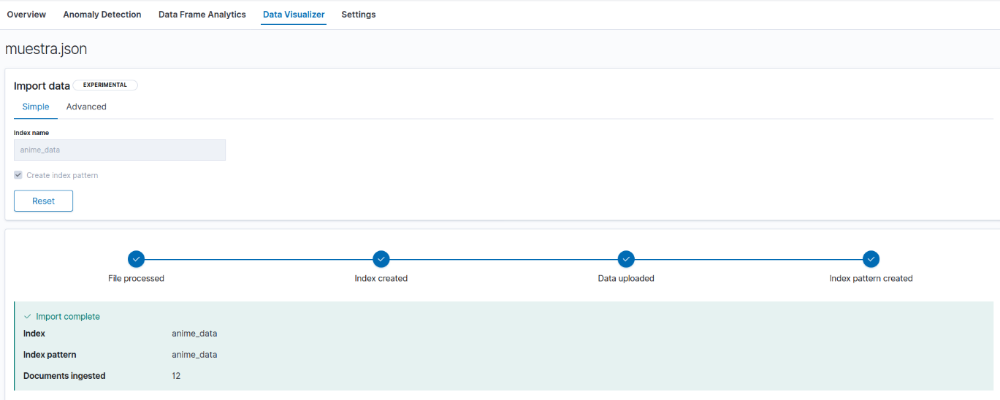 Overview Anomaly Detection Data Frame Analytics Data Visualizer Settings
muestra.json
Import data EXPERIMENTAL
Simple Advanced
Index name
anime_data
Create index pattern
Reset
File processed Index created Data uploaded Index pattern created
Import complete
Index anime_data
Index pattern anime_data
Documents ingested 12